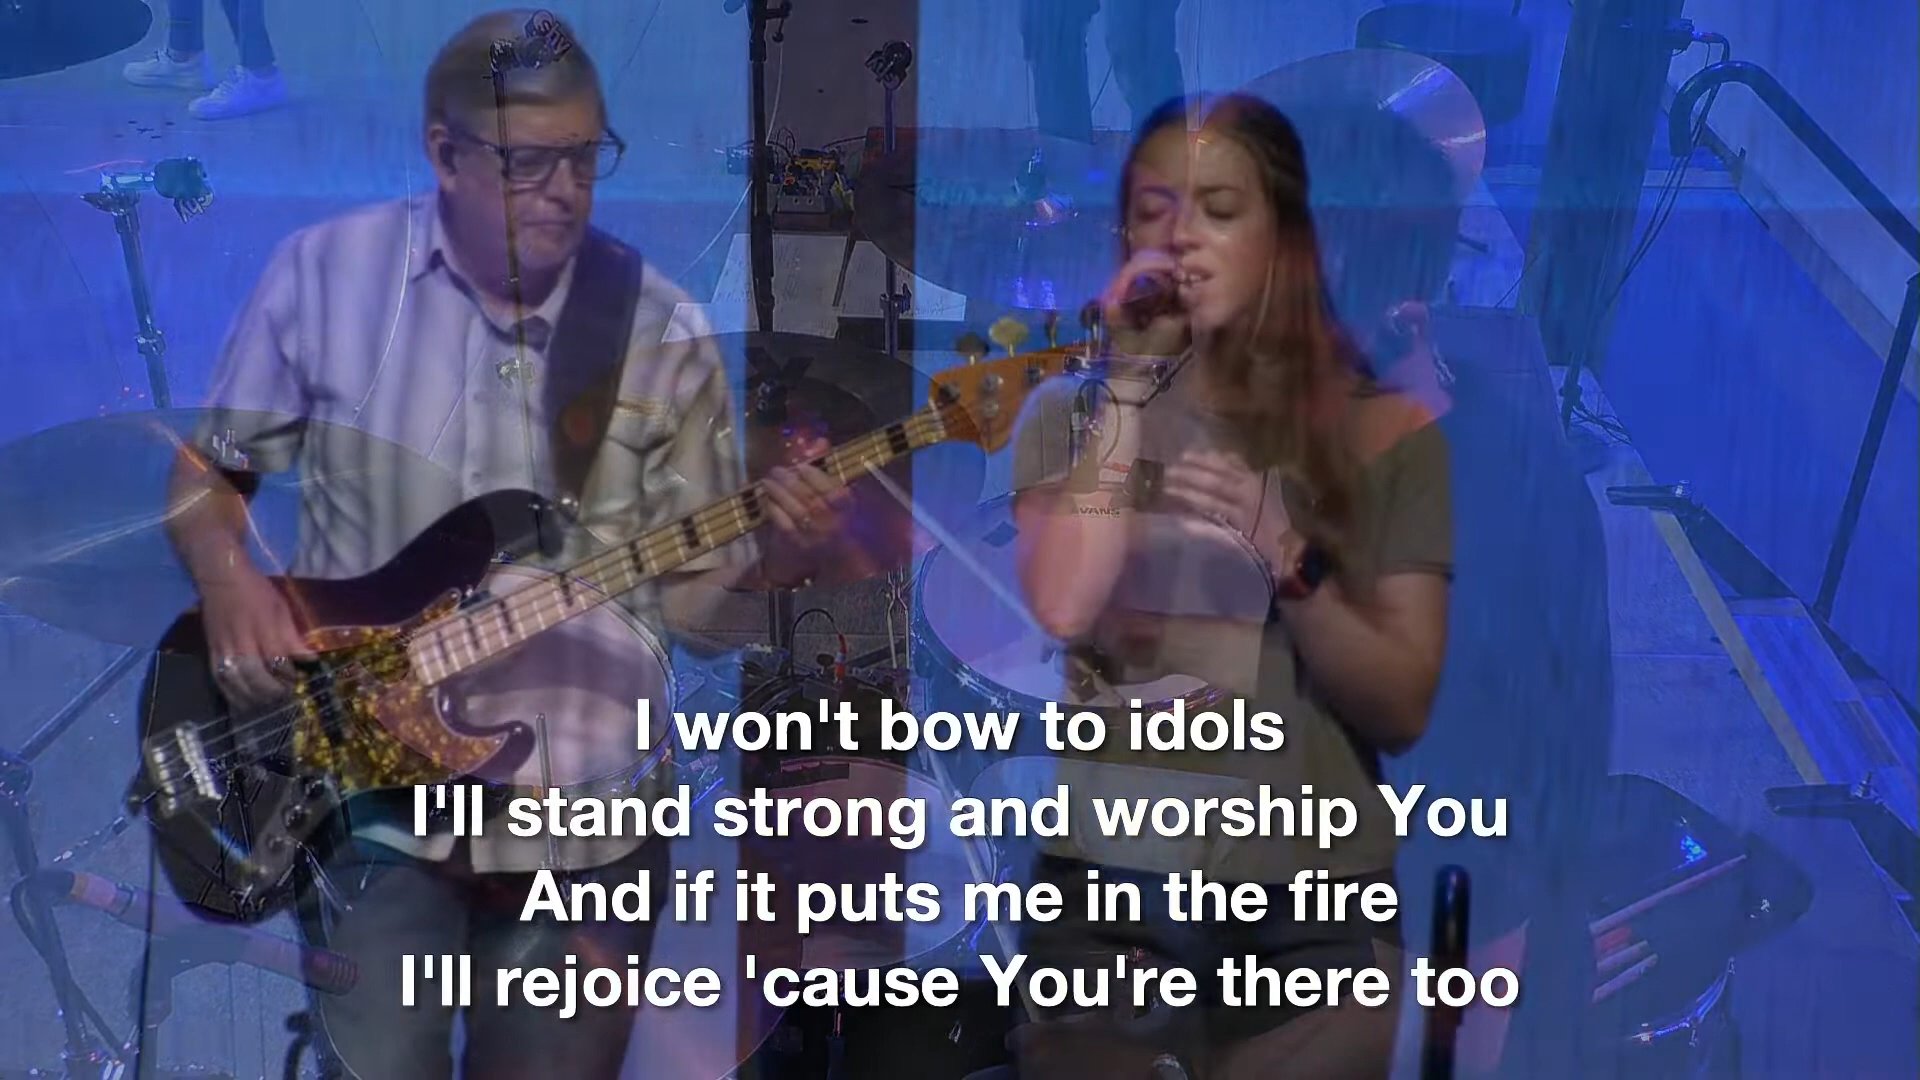 I won't bow to idols
I'll stand strong and worship You
And if it puts me in the fire
I'll rejoice 'cause You're there too
EVANS